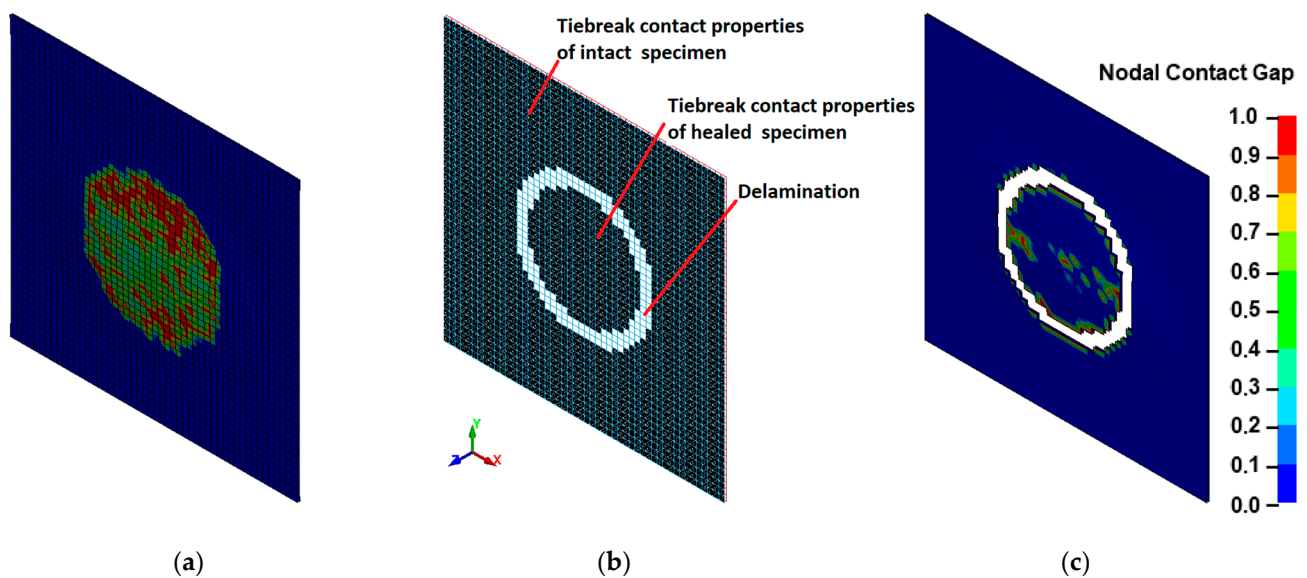 Tiebreak contact properties
of intact specimen
Tiebreak contact properties
of healed specimen
Delamination
Y
Z
X
Nodal Contact Gap
1.0
0.9
0.8
0.7
0.6
0.5
0.4
0.3
0.2
0.1
0.0
(a)
(b)
(c)